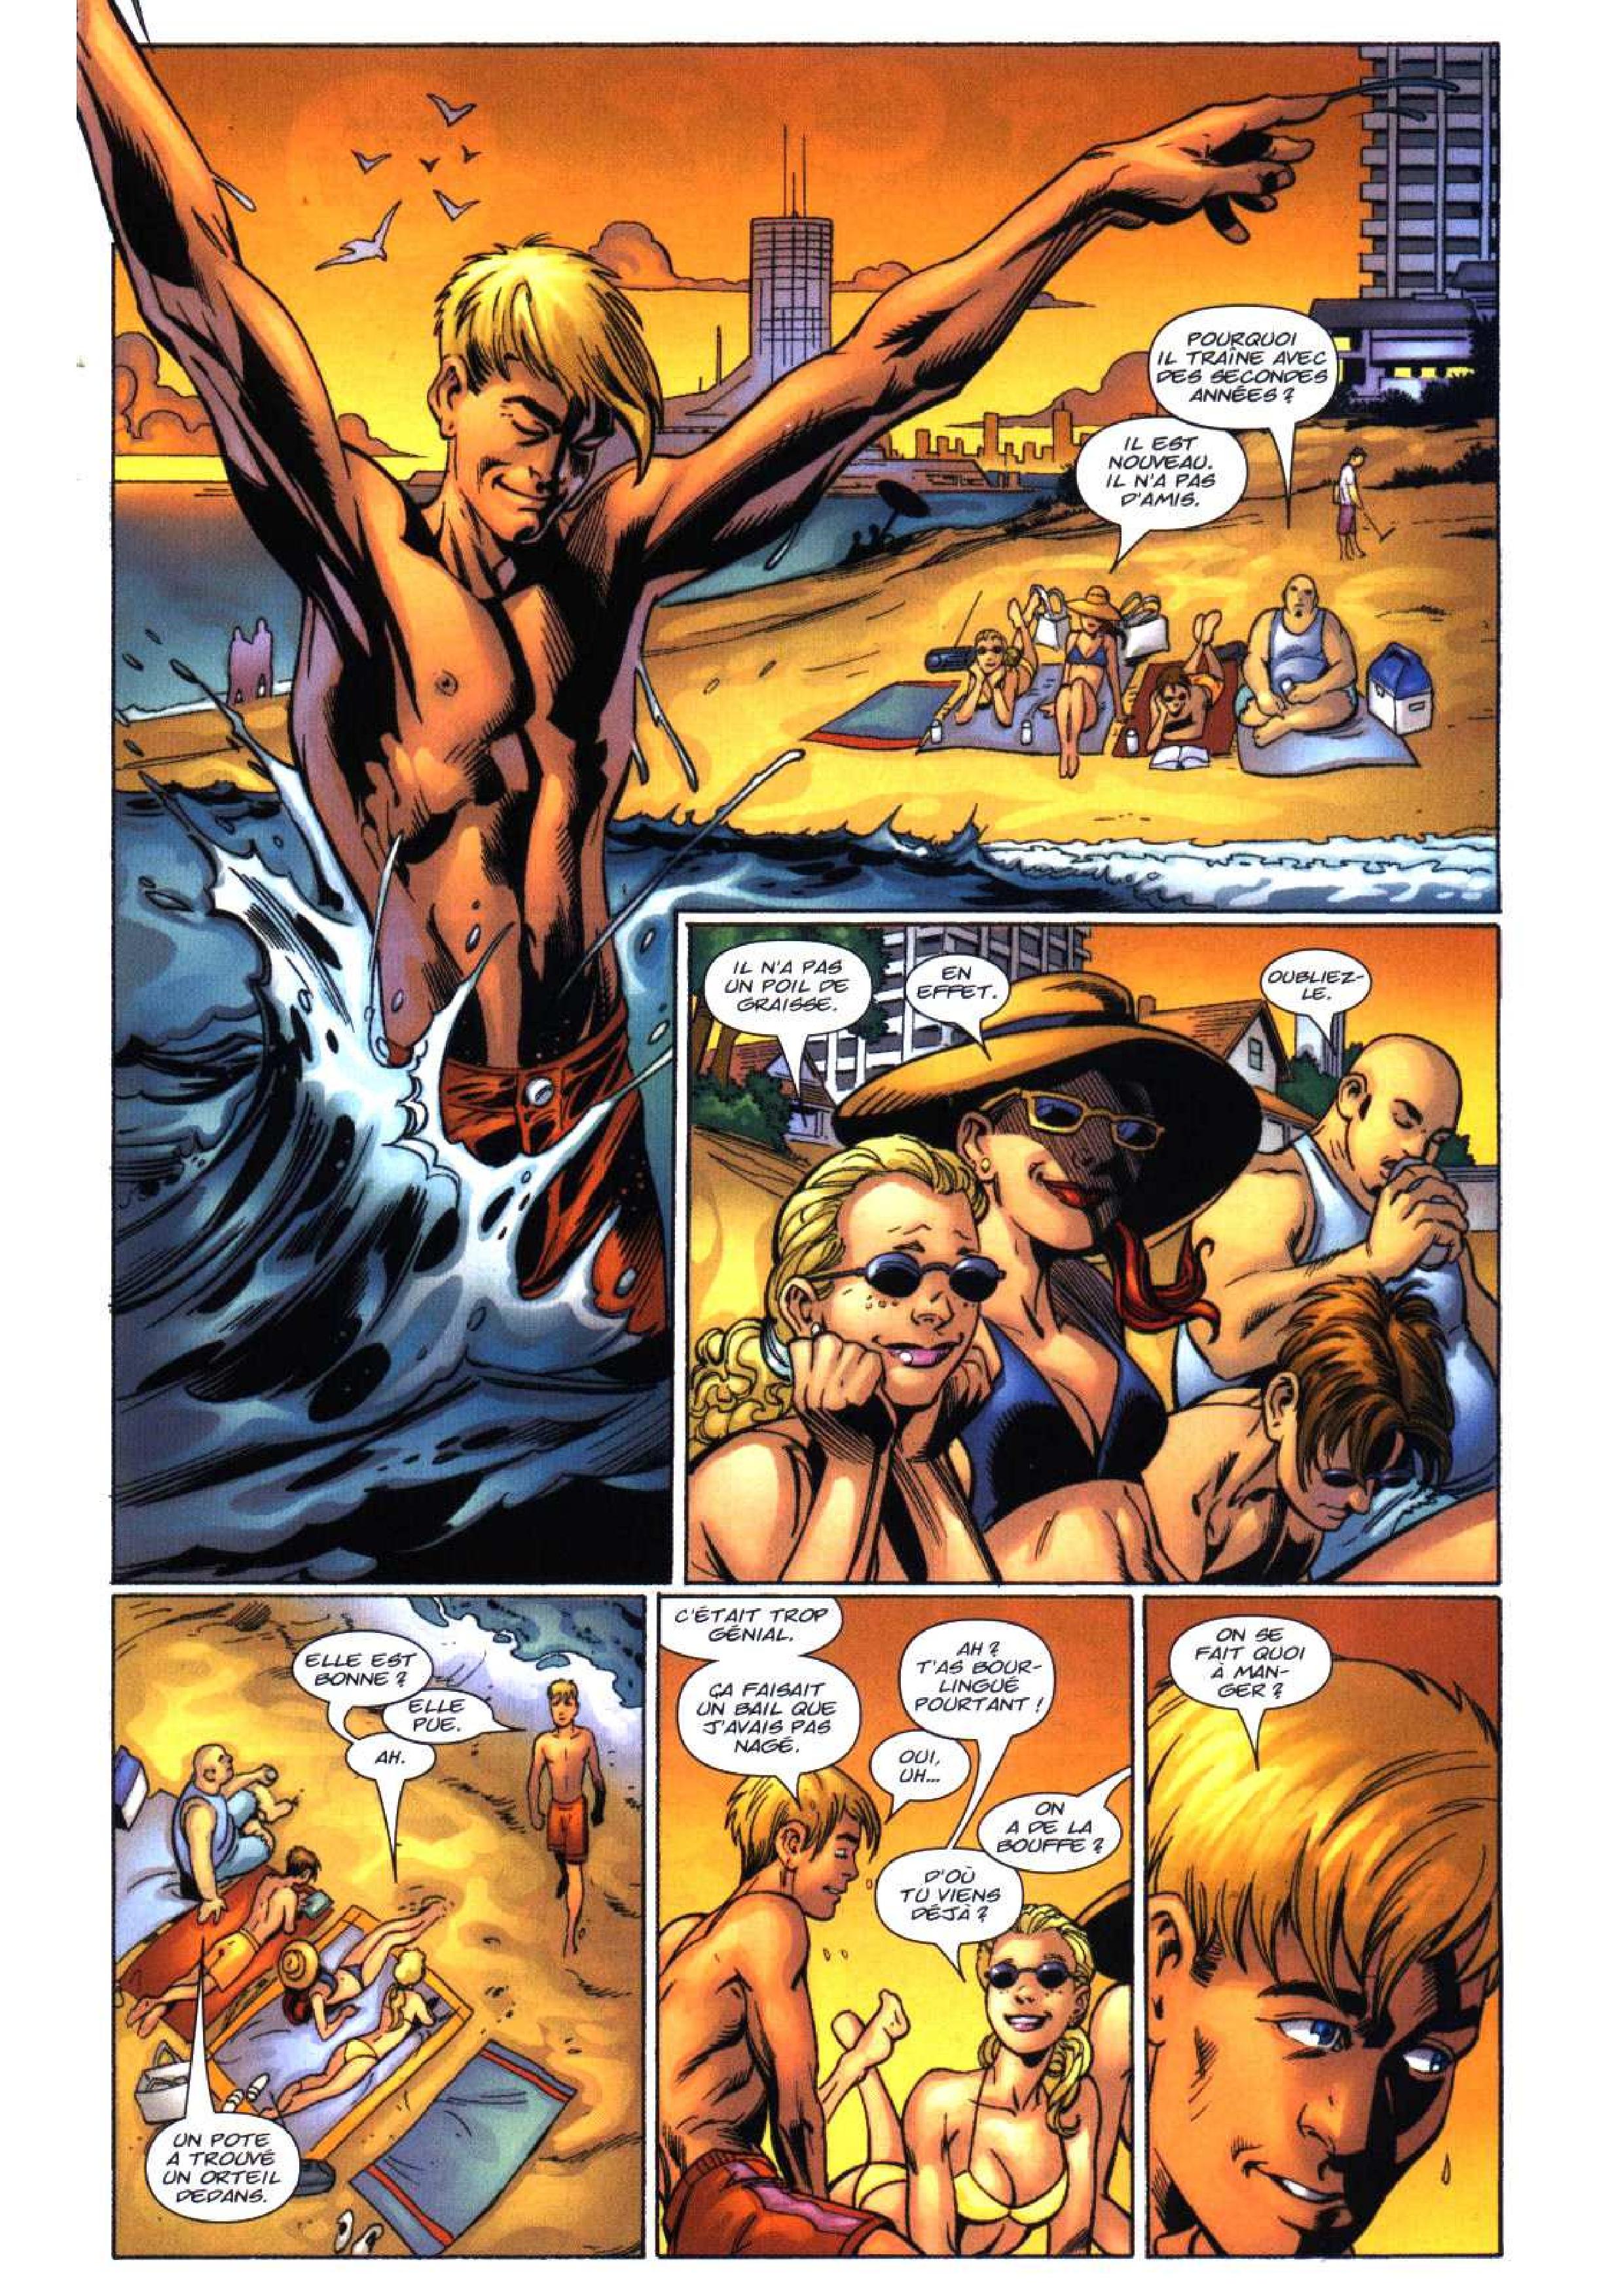 POURQUOI
IL TRAÎNE AVEC
DES SECONDES
ANNÉES ?
IL EST
NOUVEAU.
IL N'A PAS
D'AMIS.
IL N'A PAS
UN POIL DE
GRAISSE.
EN
EFFET.
OUBLIEZ-
LE.
ELLE EST
BONNE ?
ELLE
PUE.
AH.
UN POTE
A TROUVÉ
UN ORTEIL
DEDANS.
C'ÉTAIT TROP
GÉNIAL.
ÇA FAISAIT
UN BAIL QUE
J'AVAIS PAS
NAGÉ.
AH ?
T'AS BOUR-
LINGUÉ
POURTANT !
OUI,
UH...
D'OÙ
TU VIENS
DÉJÀ ?
ON
A DE LA
BOUFFE ?
ON SE
FAIT QUOI
À MAN-
GER ?